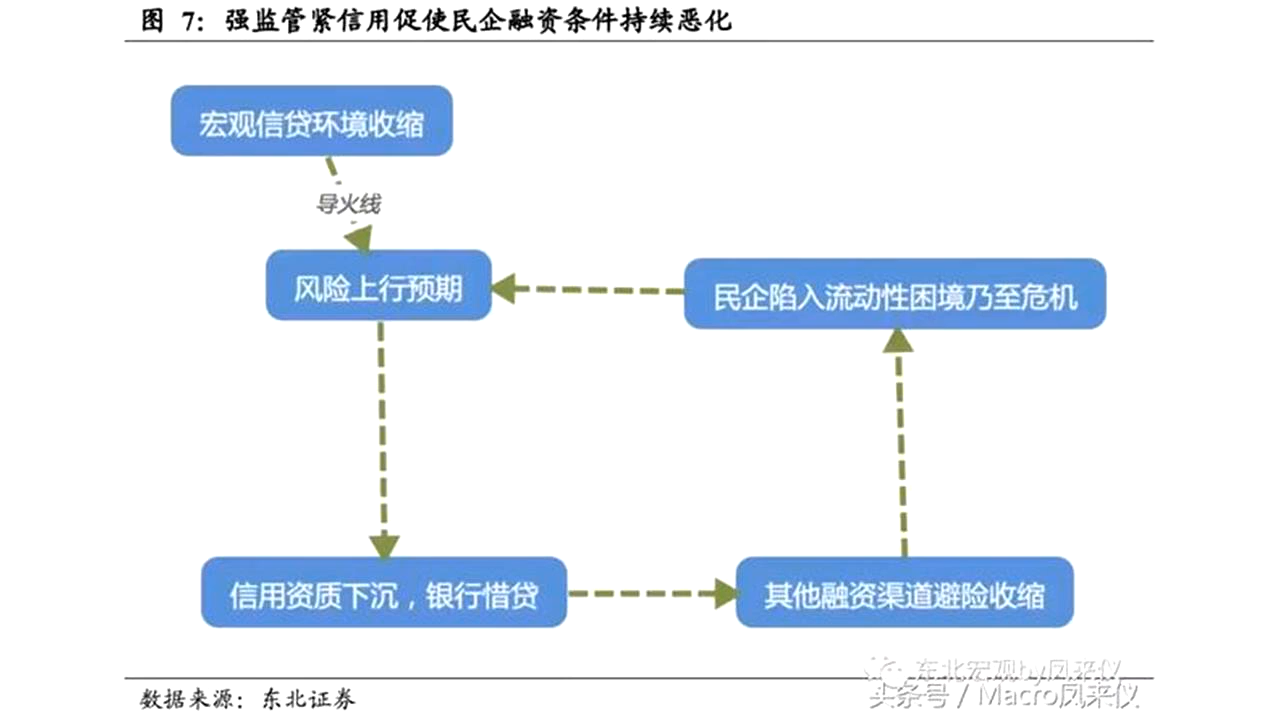 图 7：强监管紧信用促使民企融资条件持续恶化
宏观信贷环境收缩
导火线
风险上行预期
民企陷入流动性困境乃至危机
信用资质下沉，银行惜贷
其他融资渠道避险收缩
数据来源：东北证券
东北宏观by凤来仪
头条号 / Macro凤来仪